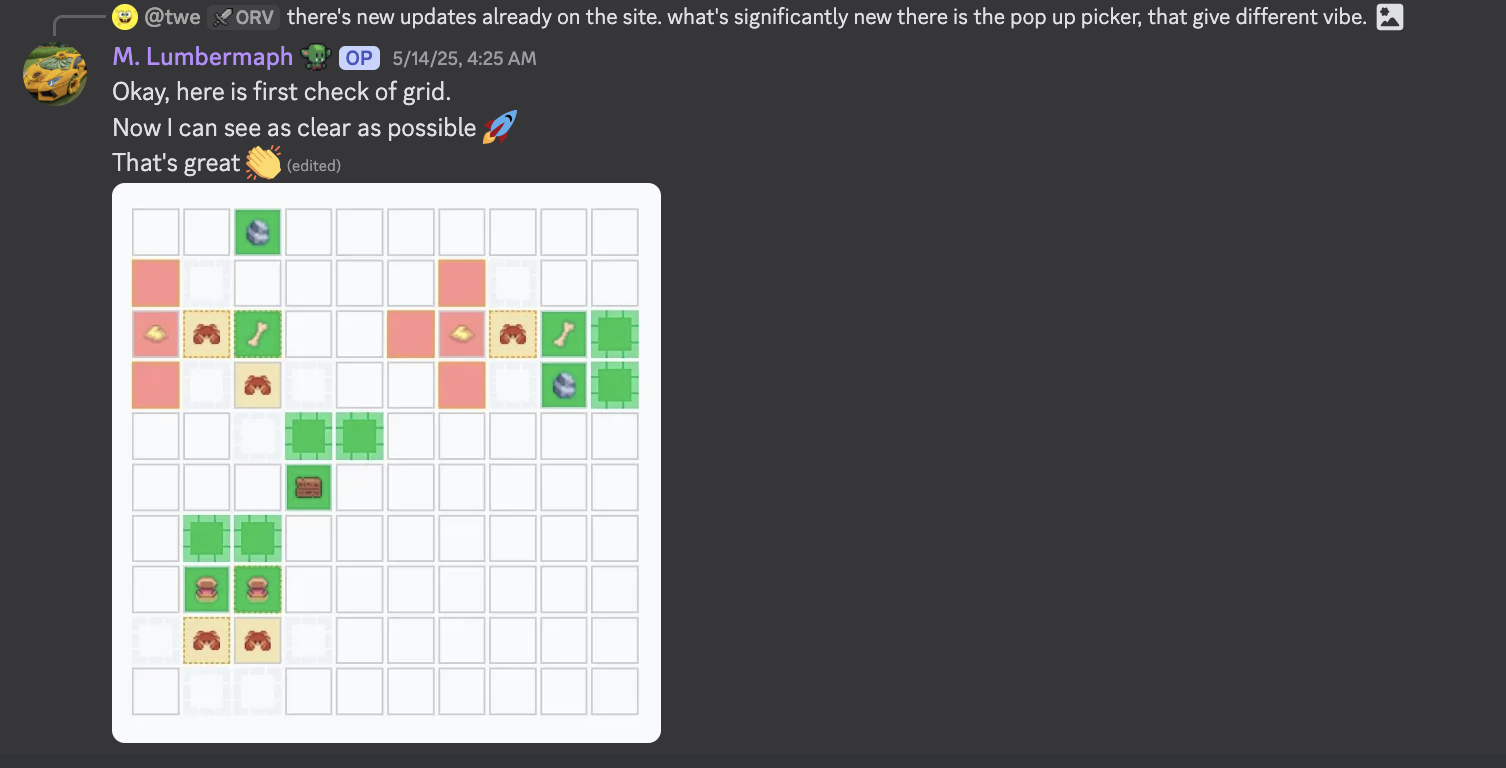 @twe ORV there's new updates already on the site. what's significantly new there is the pop up picker, that give different vibe.
M. Lumbermaph OP 5/14/25, 4:25 AM
Okay, here is first check of grid.
Now I can see as clear as possible 🚀
That's great 👏 (edited)